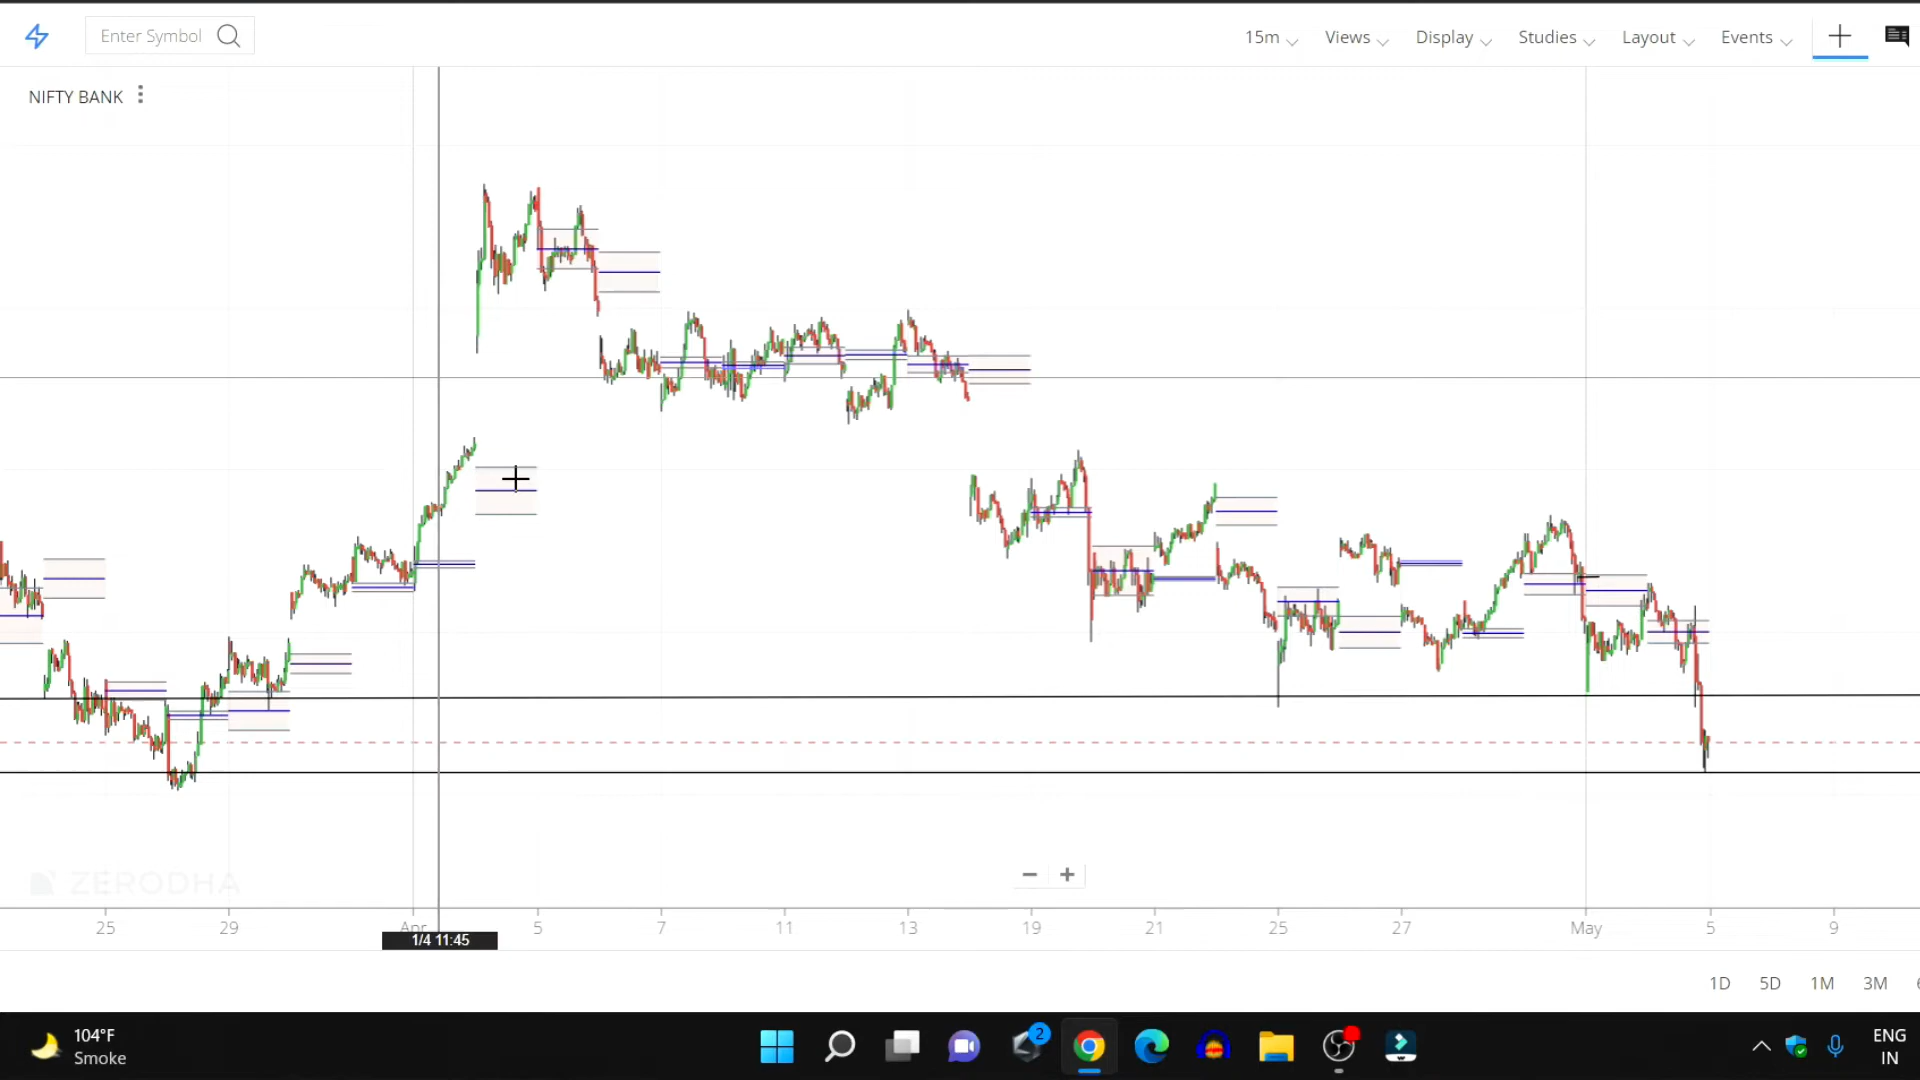 Enter Symbol
15m Views Display Studies Layout Events
NIFTY BANK
ZERODHA
25 29 Apr 5 7 11 13 19 21 25 27 May 5 9
1/4 11:45
1D 5D 1M 3M
104°F
Smoke
2
ENG
IN